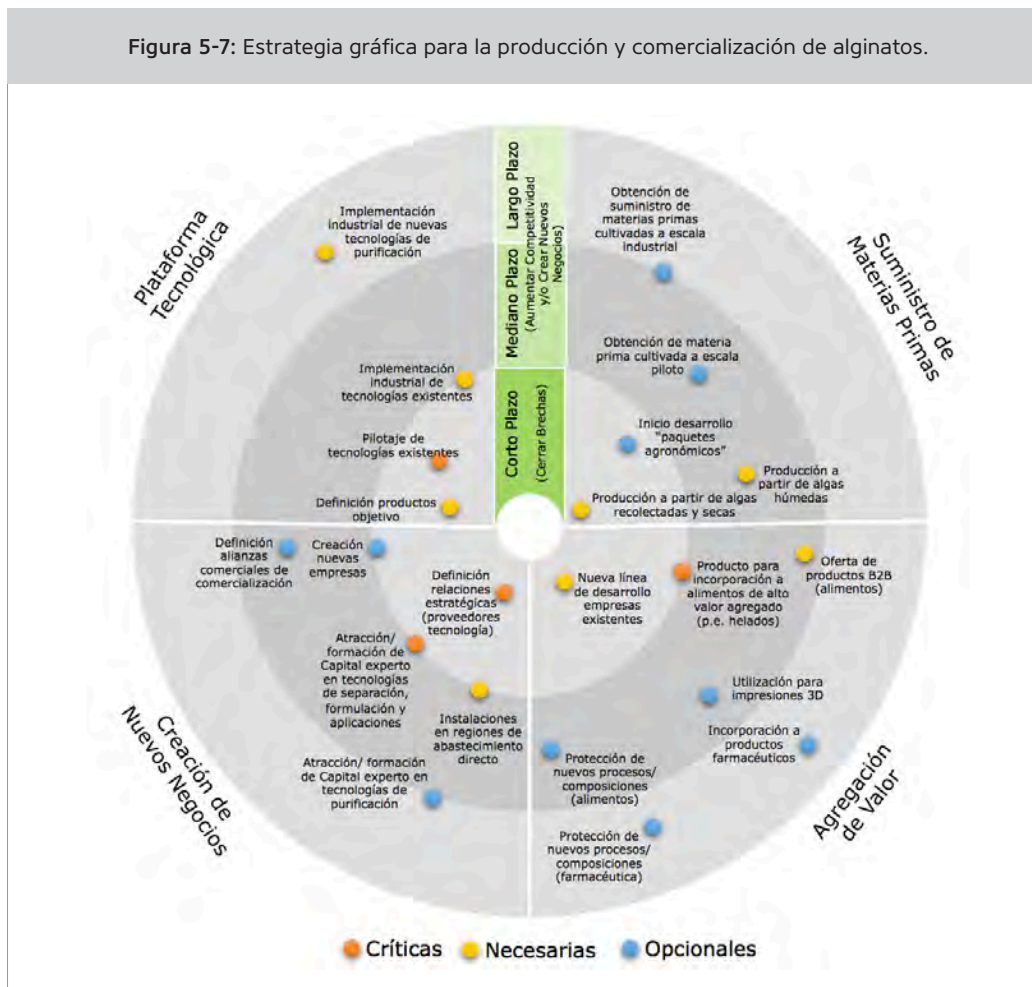 Figura 5-7: Estrategia gráfica para la producción y comercialización de alginatos.
Plataforma
Tecnológica
Implementación
industrial de nuevas
tecnologías de
purificación
Implementación
industrial de
tecnologías existentes
Pilotaje de
tecnologías existentes
Definición productos
objetivo
Largo Plazo
Mediano Plazo
(Aumentar Competitividad
y/o Crear Nuevos
Negocios)
Corto Plazo
(Cerrar Brechas)
Suministro de
Materias Primas
Obtención de
suministro de
materias primas
cultivadas a escala
industrial
Obtención de materia
prima cultivada a escala
piloto
Inicio desarrollo
"paquetes
agronómicos"
Producción a
partir de algas
húmedas
Producción a partir de algas
recolectadas y secas
Definición
alianzas
comerciales de
comercialización
Creación
nuevas
empresas
Definición
relaciones
estratégicas
(proveedores
tecnología)
Atracción/
formación de
Capital experto
en tecnologías
de separación,
formulación y
aplicaciones
Instalaciones
en regiones de
abastecimiento
directo
Atracción/ formación
de Capital experto en
tecnologías de
purificación
Creación de
Nuevos Negocios
Nueva línea
de desarrollo
empresas
existentes
Producto para
incorporación a
alimentos de alto
valor agregado
(p.e. helados)
Oferta de
productos B2B
(alimentos)
Utilización para
impresiones 3D
Incorporación a
productos
farmacéuticos
Protección de
nuevos procesos/
composiciones
(alimentos)
Protección de
nuevos procesos/
composiciones
(farmacéutica)
Agregación
de Valor
Críticas
Necesarias
Opcionales